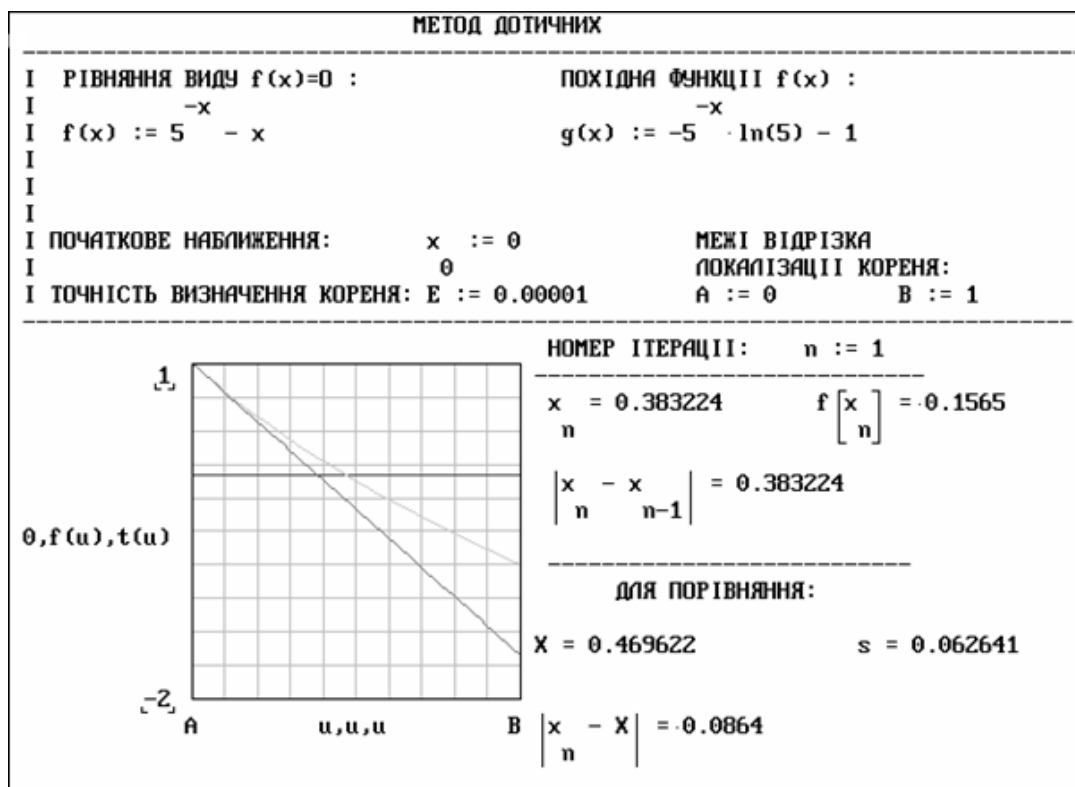 МЕТОД ДОТИЧНИХ
І РІВНЯННЯ ВИДУ f(x)=0 : ПОХІДНА ФУНКЦІІ f(x) :
І -x -x
І f(x) := 5 - x g(x) := -5 · ln(5) - 1
І
І
І
І ПОЧАТКОВЕ НАБЛИЖЕННЯ: x := 0 МЕЖІ ВІДРІЗКА
І 0 ЛОКАЛІЗАЦІІ КОРЕНЯ:
І ТОЧНІСТЬ ВИЗНАЧЕННЯ КОРЕНЯ: E := 0.00001 A := 0 B := 1
НОМЕР ІТЕРАЦІІ: n := 1
1
x = 0.383224 f[x ] = 0.1565
n n
|x - x | = 0.383224
n n-1
0,f(u),t(u)
ДЛЯ ПОРІВНЯННЯ:
X = 0.469622 s = 0.062641
-2
A u,u,u B |x - X| = 0.0864
n